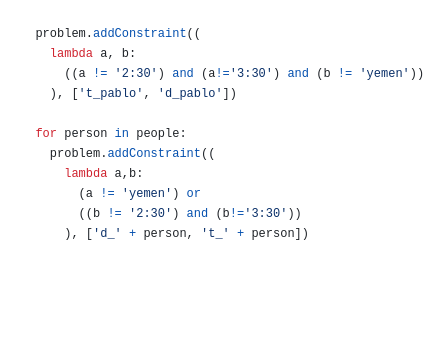 problem.addConstraint((
lambda a, b:
((a != '2:30') and (a!='3:30') and (b != 'yemen'))
), ['t_pablo', 'd_pablo'])
for person in people:
problem.addConstraint((
lambda a,b:
(a != 'yemen') or
((b != '2:30') and (b!='3:30'))
), ['d_' + person, 't_' + person])